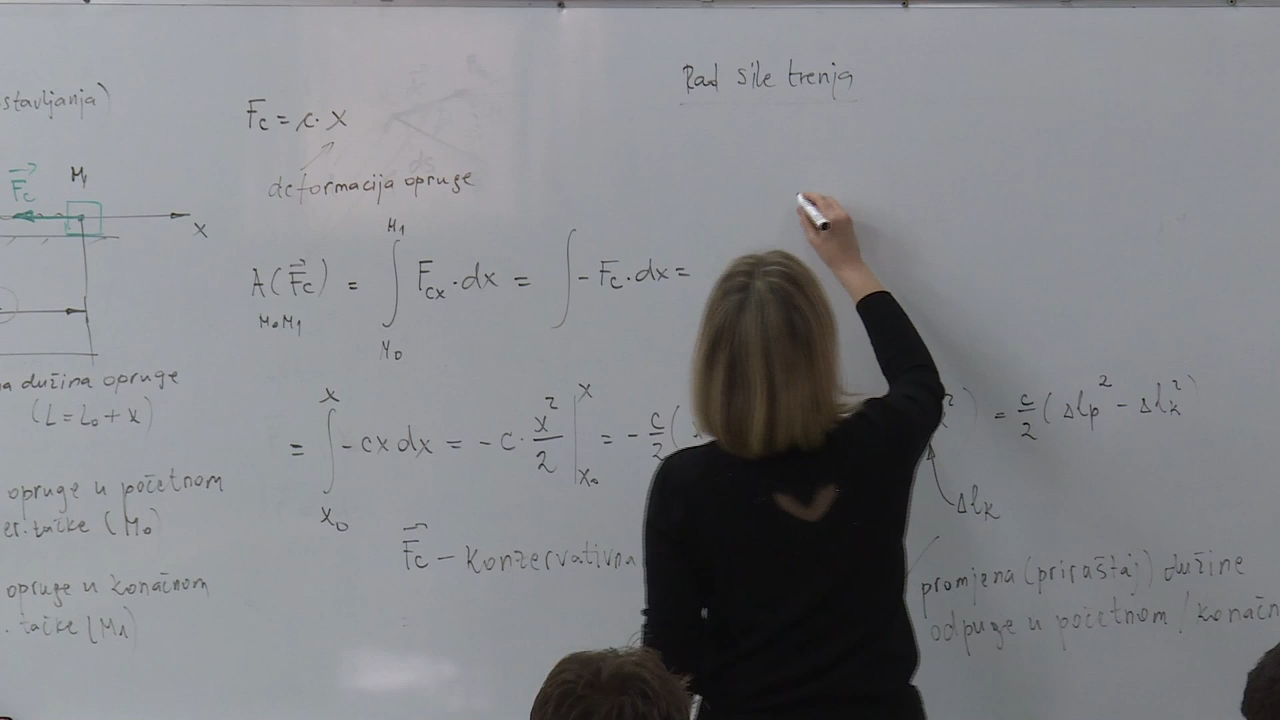 stavljanja)
Fc
M1
x
dužina opruge
(L = L0 + x)
opruge u početnom
tačke (M0)
opruge u konačnom
tačke (M1)
Fc = c · x
deformacija opruge
A(Fc) = ∫ Fcx · dx = ∫ - Fc · dx =
M0M1 M0 M1
= ∫ - cx dx = - c · x²/2 | = - c/2 (
x x0 x x0
= c/2 (Δlp² - Δlk²)
Δlk
Fc - konzervativna
Rad sile trenja
promjena (priraštaj) dužine
odpuge u početnom / konačn